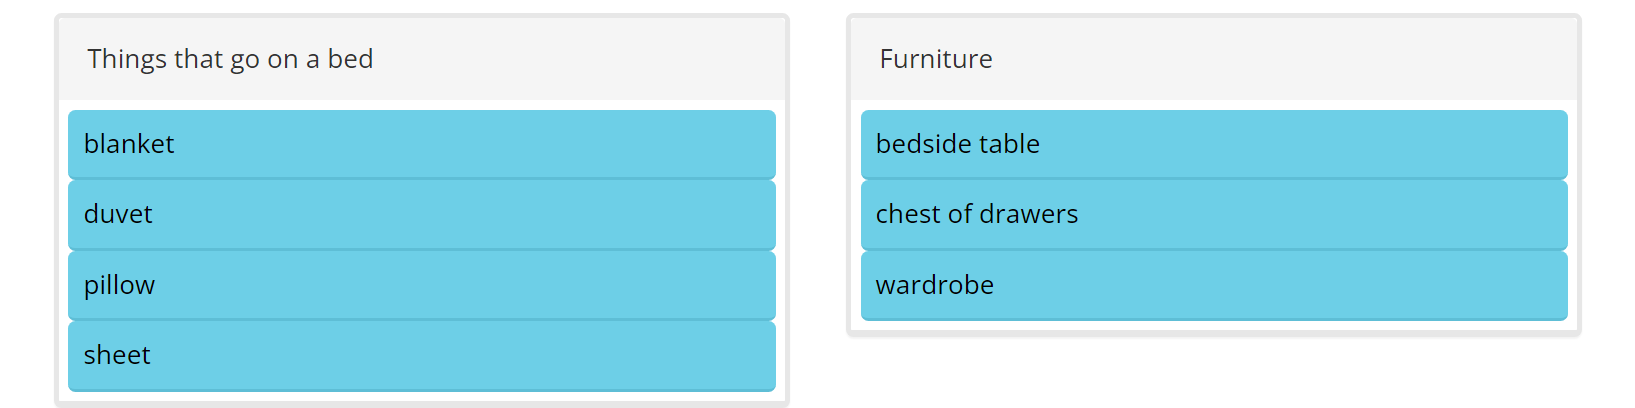 Things that go on a bed
blanket
duvet
pillow
sheet
Furniture
bedside table
chest of drawers
wardrobe